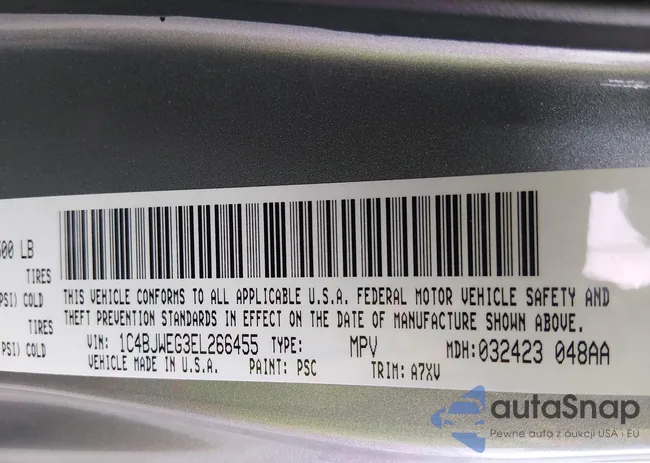 500 LB
TIRES
PSI) COLD
THIS VEHICLE CONFORMS TO ALL APPLICABLE U.S.A. FEDERAL MOTOR VEHICLE SAFETY AND
THEFT PREVENTION STANDARDS IN EFFECT ON THE DATE OF MANUFACTURE SHOWN ABOVE.
TIRES
PSI) COLD
VIN: 1C4BJWEG3EL266455 TYPE: MPV MDH: 032423 048AA
VEHICLE MADE IN U.S.A. PAINT: PSC TRIM: A7XV
autaSnap
Pewne auta z aukcji USA i EU